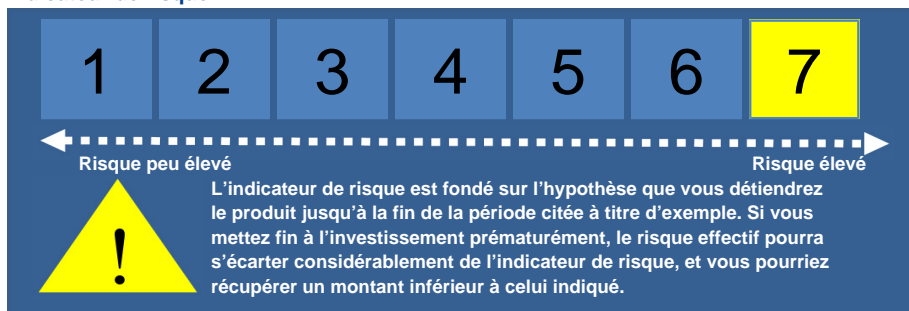 1 2 3 4 5 6 7
Risque peu élevé Risque élevé
L'indicateur de risque est fondé sur l'hypothèse que vous détiendrez
le produit jusqu'à la fin de la période citée à titre d'exemple. Si vous
mettez fin à l'investissement prématurément, le risque effectif pourra
s'écarter considérablement de l'indicateur de risque, et vous pourriez
récupérer un montant inférieur à celui indiqué.
!